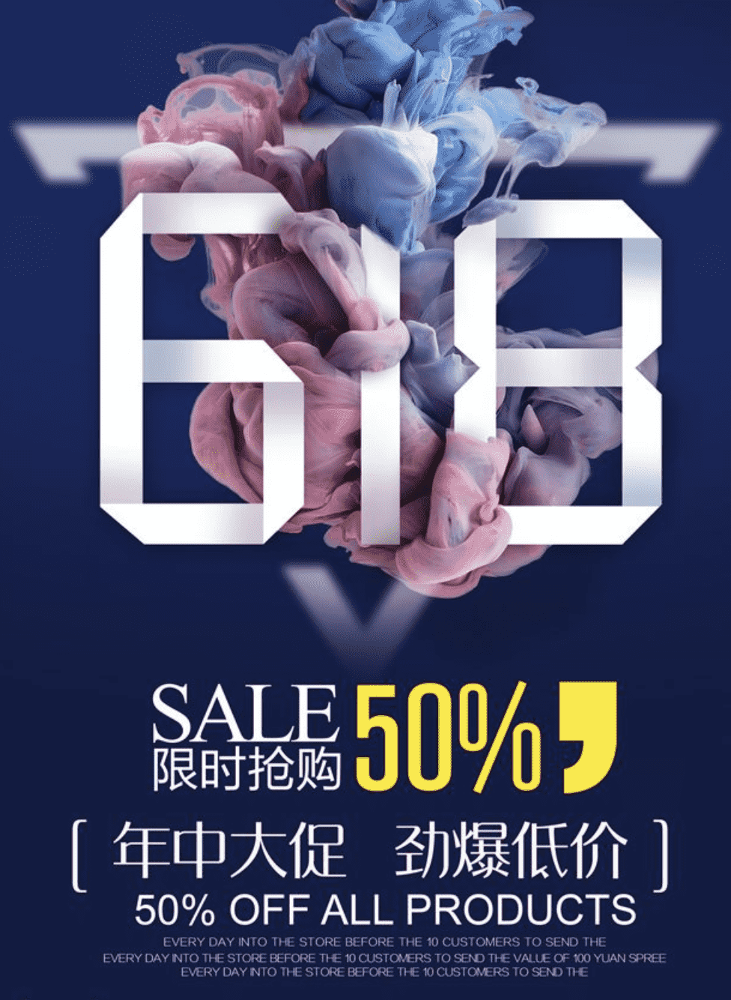 618
SALE 50%,
限时抢购
[ 年中大促 劲爆低价 ]
50% OFF ALL PRODUCTS
EVERY DAY INTO THE STORE BEFORE THE 10 CUSTOMERS TO SEND THE
EVERY DAY INTO THE STORE BEFORE THE 10 CUSTOMERS TO SEND THE VALUE OF 100 YUAN SPREE
EVERY DAY INTO THE STORE BEFORE THE 10 CUSTOMERS TO SEND THE